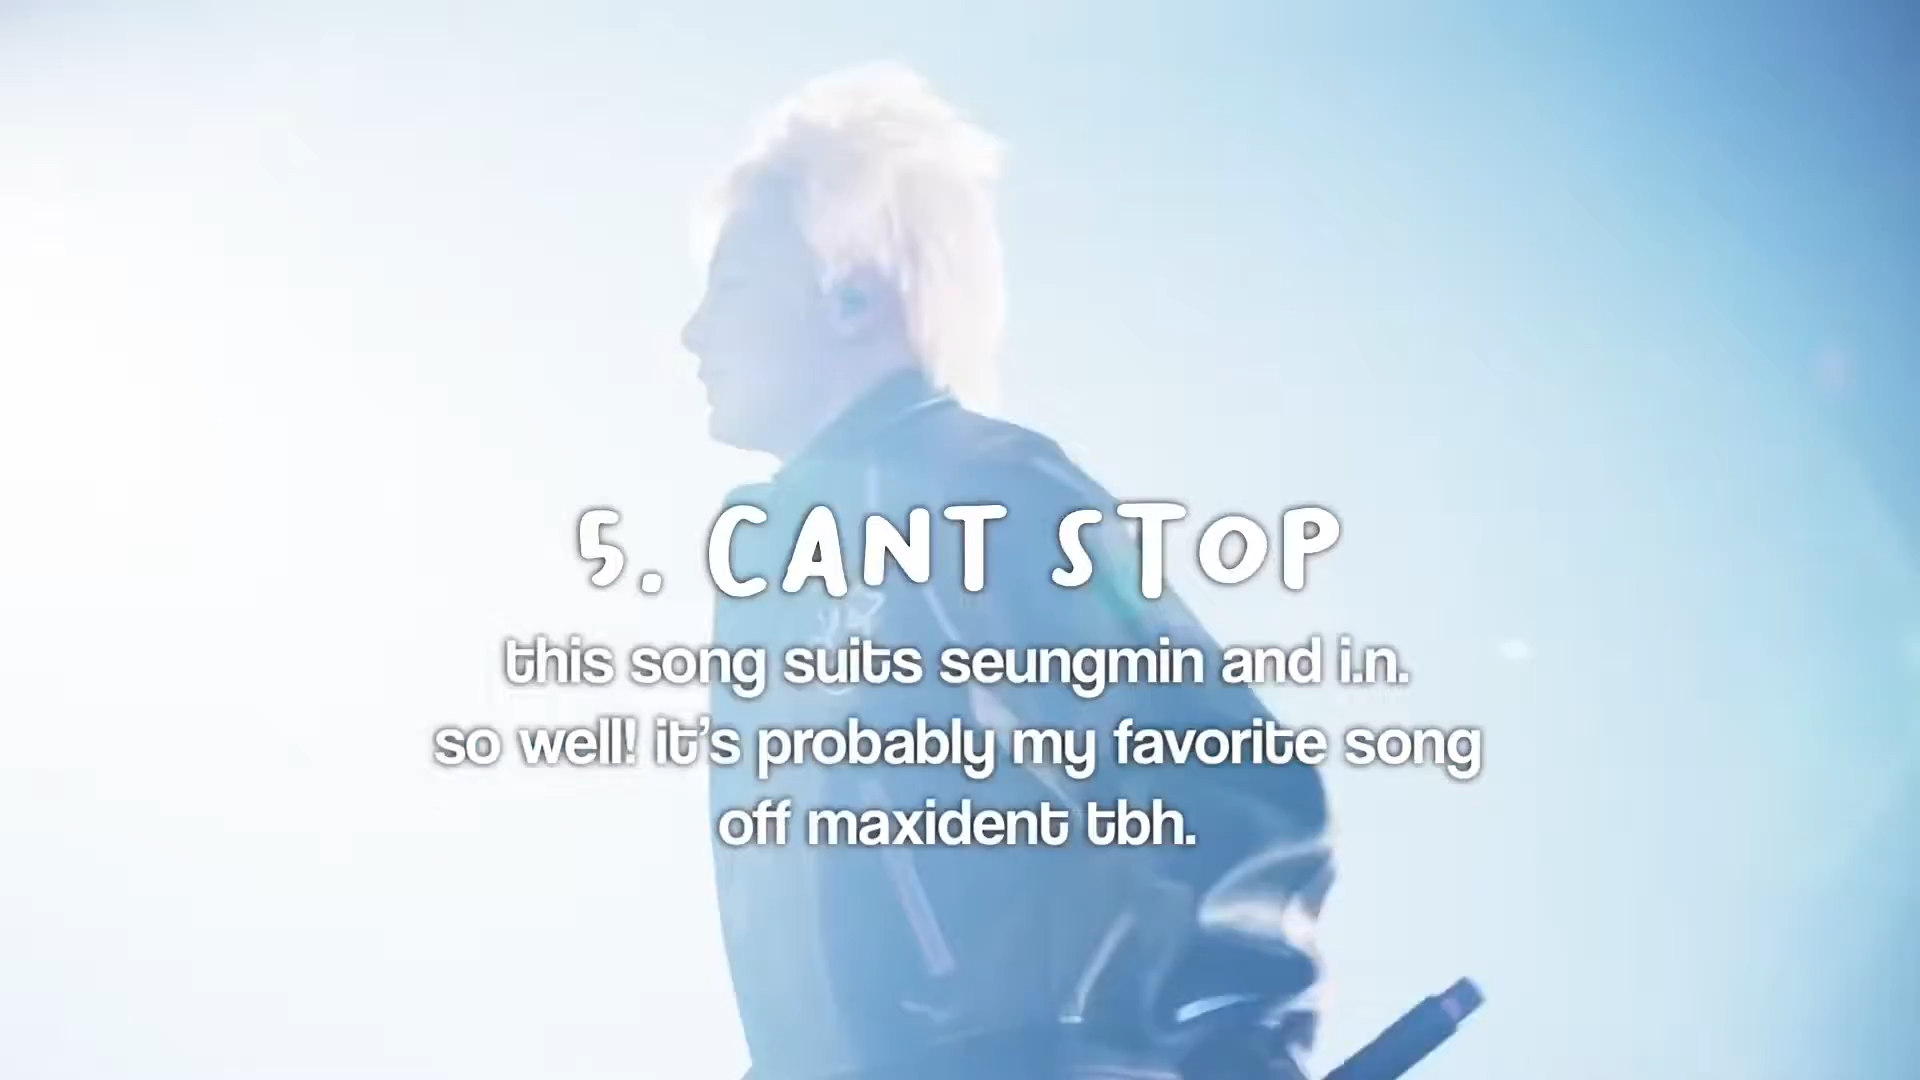 5. CANT STOP
this song suits seungmin and i.n.
so well! it's probably my favorite song
off maxident tbh.